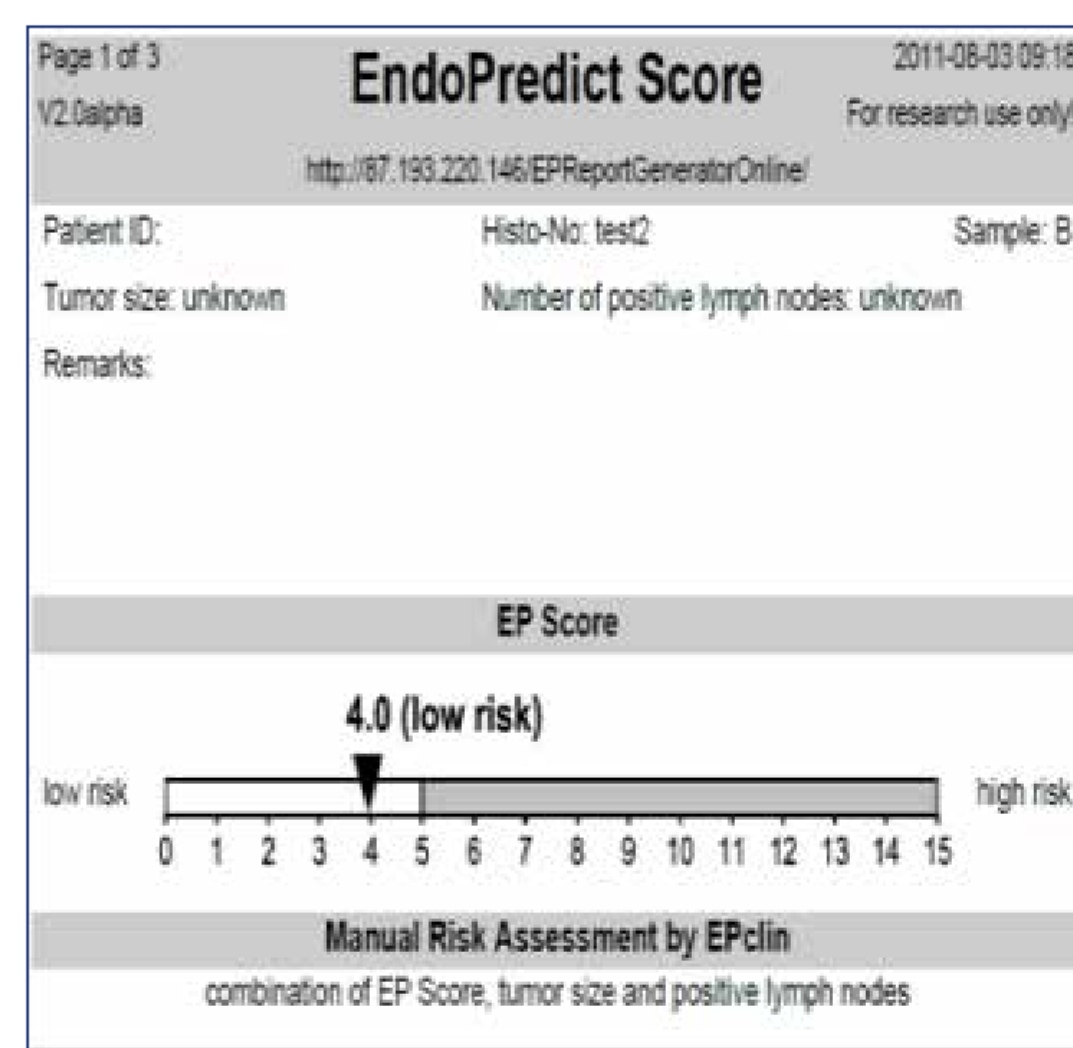 Page 1 of 3
EndoPredict Score
2011-08-03 09:18
V2.0alpha
For research use only!
http://87.193.220.146/EPReportGeneratorOnline/
Patient ID:
Histo-No: test2
Sample: B
Tumor size: unknown
Number of positive lymph nodes: unknown
Remarks:
EP Score
4.0 (low risk)
low risk
high risk
0 1 2 3 4 5 6 7 8 9 10 11 12 13 14 15
Manual Risk Assessment by EPclin
combination of EP Score, tumor size and positive lymph nodes